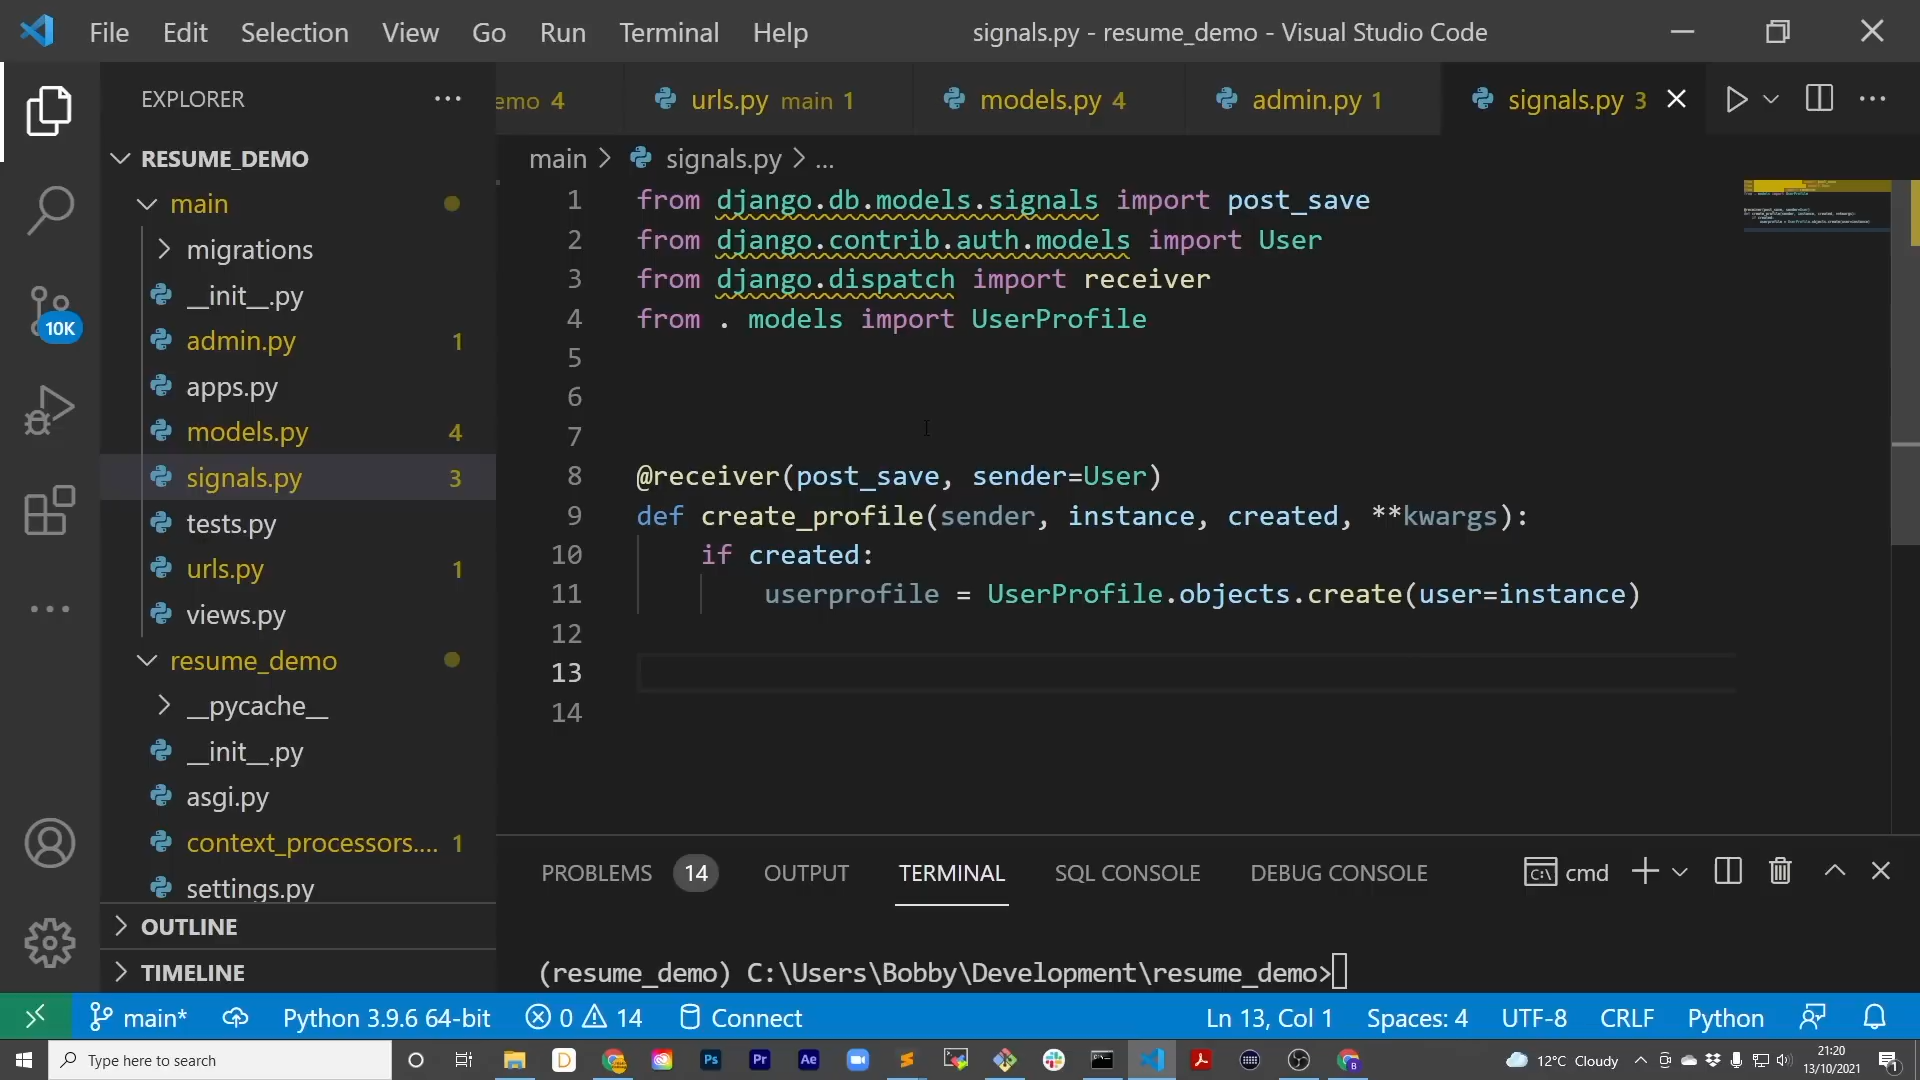 File Edit Selection View Go Run Terminal Help
signals.py - resume_demo - Visual Studio Code
EXPLORER
emo 4
urls.py main 1
models.py 4
admin.py 1
signals.py 3
RESUME_DEMO
main
migrations
__init__.py
admin.py 1
apps.py
models.py 4
signals.py 3
tests.py
urls.py 1
views.py
resume_demo
__pycache__
__init__.py
asgi.py
context_processors.... 1
settings.py
OUTLINE
TIMELINE
10K
main > signals.py > ...
1 from django.db.models.signals import post_save
2 from django.contrib.auth.models import User
3 from django.dispatch import receiver
4 from . models import UserProfile
5
6
7
8 @receiver(post_save, sender=User)
9 def create_profile(sender, instance, created, **kwargs):
10 if created:
11 userprofile = UserProfile.objects.create(user=instance)
12
13
14
PROBLEMS 14 OUTPUT TERMINAL SQL CONSOLE DEBUG CONSOLE
cmd
(resume_demo) C:\Users\Bobby\Development\resume_demo>
main* Python 3.9.6 64-bit 0 14 Connect
Ln 13, Col 1 Spaces: 4 UTF-8 CRLF Python
Type here to search
D
Ps
Pr
Ae
12°C Cloudy
21:20
13/10/2021
1